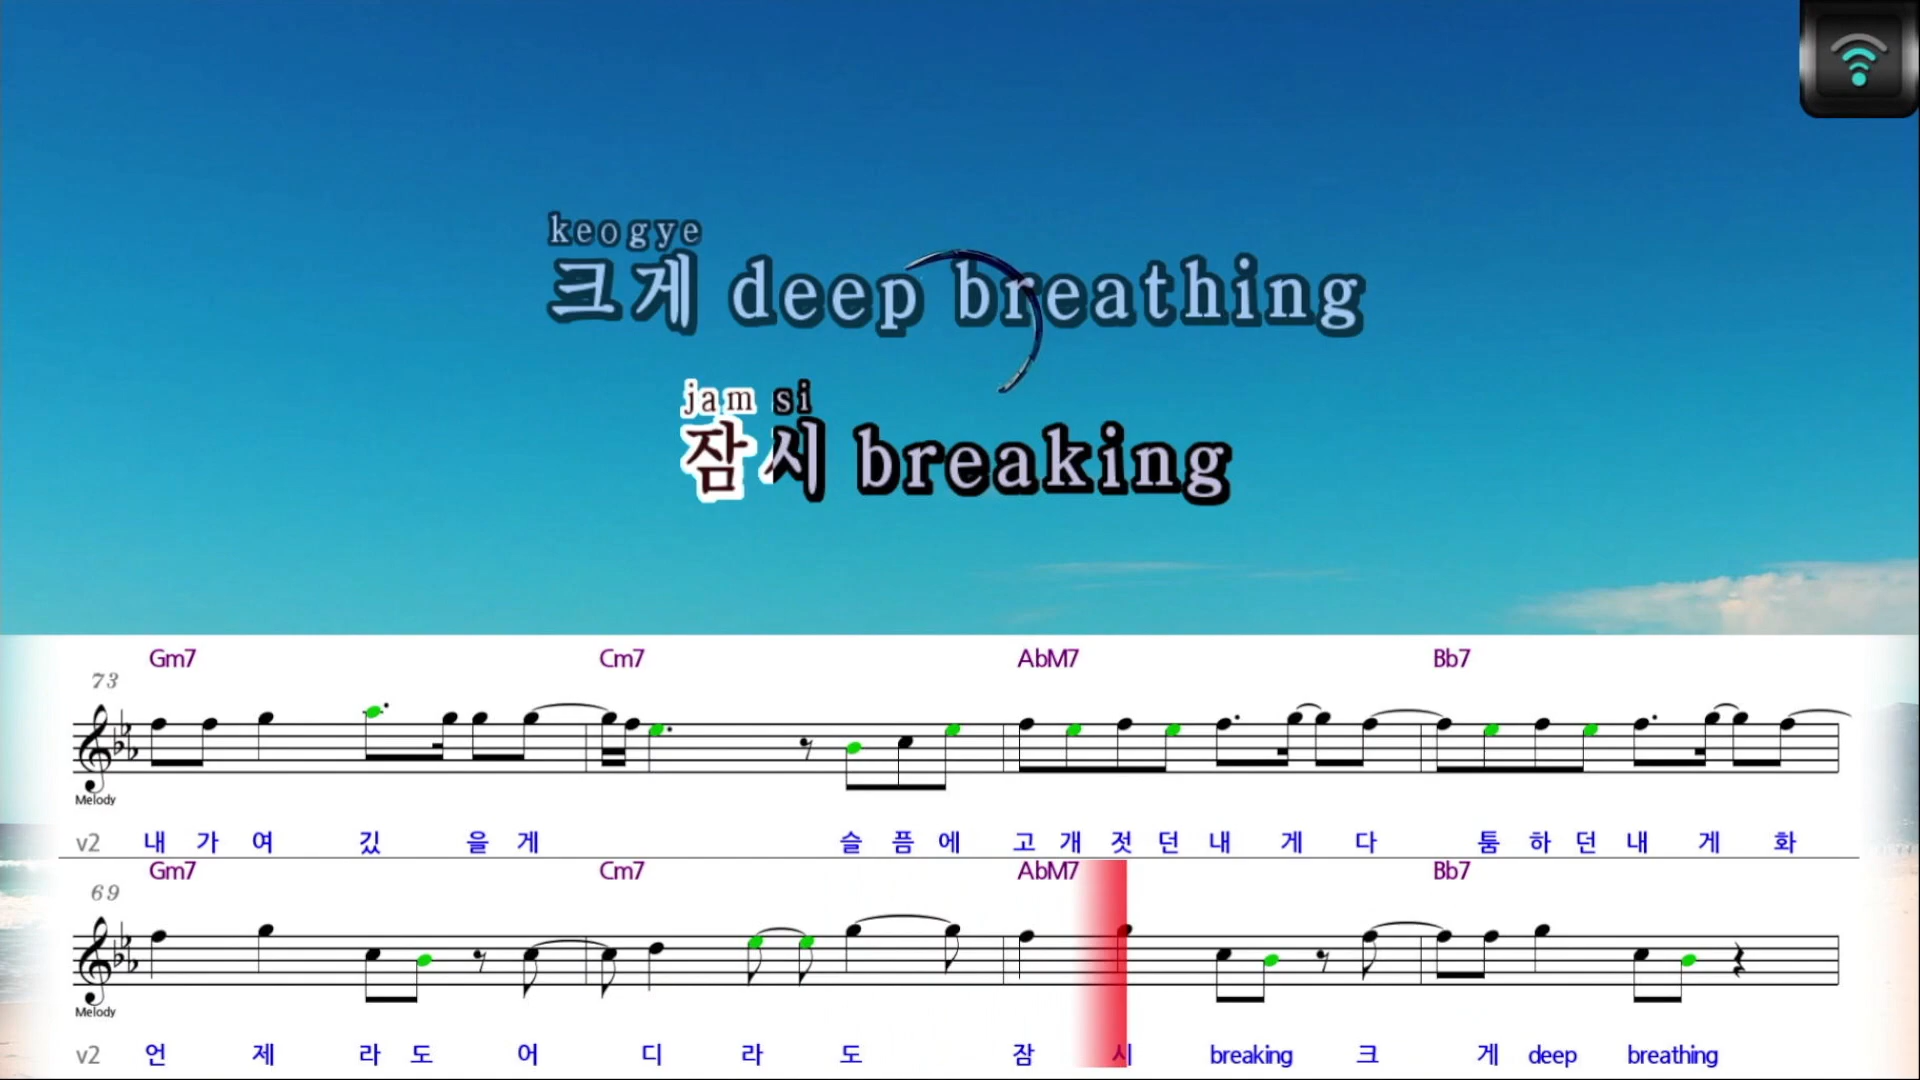 keogye
크게 deep breathing
jam si
잠시 breaking
Gm7 Cm7 AbM7 Bb7
73
Melody
v2 내 가 여 깄 을 게 슬 픔 에 고 개 젓 던 내 게 다 툼 하 던 내 게 화
Gm7 Cm7 AbM7 Bb7
69
Melody
v2 언 제 라 도 어 디 라 도 잠 시 breaking 크 게 deep breathing